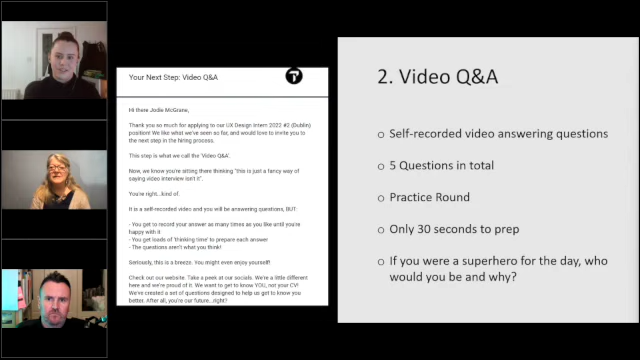 Your Next Step: Video Q&A
Hi there Jodie McGrane,
Thank you so much for applying to our UX Design Intern 2022 #2 (Dublin)
position! We like what we've seen so far, and would love to invite you to
the next step in the hiring process.
This step is what we call the 'Video Q&A'.
Now, we know you're sitting there thinking "this is just a fancy way of
saying video interview isn't it".
You're right...kind of.
It is a self-recorded video and you will be answering questions, BUT:
- You get to record your answer as many times as you like until you're
happy with it
- You get loads of 'thinking time' to prepare each answer
- The questions aren't what you think!
Seriously, this is a breeze. You might even enjoy yourself!
Check out our website. Take a peek at our socials. We're a little different
here and we're proud of it. We want to get to know YOU, not your CV!
We've created a set of questions designed to help us get to know you
better. After all, you're our future...right?
2. Video Q&A
Self-recorded video answering questions
5 Questions in total
Practice Round
Only 30 seconds to prep
If you were a superhero for the day, who
would you be and why?